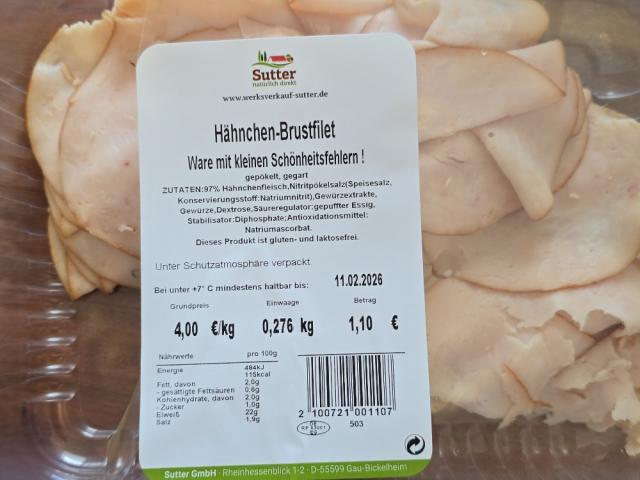 Sutter
natürlich direkt
www.werksverkauf-sutter.de
Hähnchen-Brustfilet
Ware mit kleinen Schönheitsfehlern !
gepökelt, gegart
ZUTATEN:97% Hähnchenfleisch,Nitritpökelsalz(Speisesalz,
Konservierungsstoff:Natriumnitrit),Gewürzextrakte,
Gewürze,Dextrose,Säureregulator:gepuffter Essig,
Stabilisator:Diphosphate;Antioxidationsmittel:
Natriumascorbat.
Dieses Produkt ist gluten- und laktosefrei.
Unter Schutzatmosphäre verpackt
Bei unter +7° C mindestens haltbar bis: 11.02.2026
Grundpreis Einwaage Betrag
4,00 €/kg 0,276 kg 1,10 €
Nährwerte pro 100g
Energie 484kJ
115kcal
Fett, davon 2,0g
- gesättigte Fettsäuren 0,6g
Kohlenhydrate, davon 2,0g
- Zucker 1,0g
Eiweiß 22g
Salz 1,9g
2 100721 001107
503
Sutter GmbH · Rheinhessenblick 1-2 · D-55599 Gau-Bickelheim